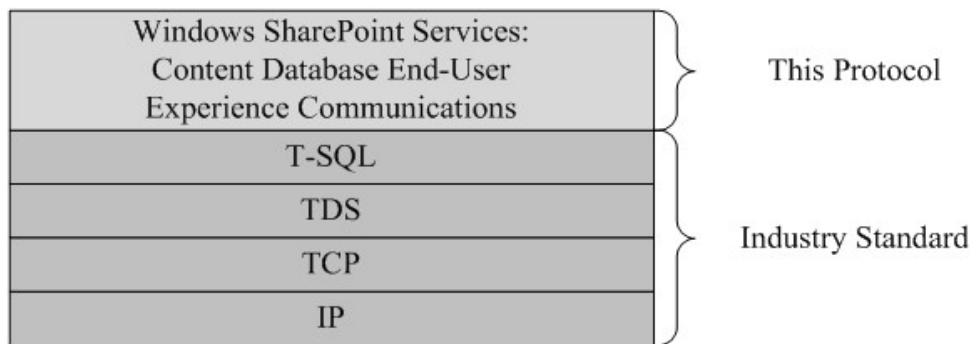 Windows SharePoint Services:
Content Database End-User
Experience Communications
This Protocol
T-SQL
TDS
TCP
IP
Industry Standard